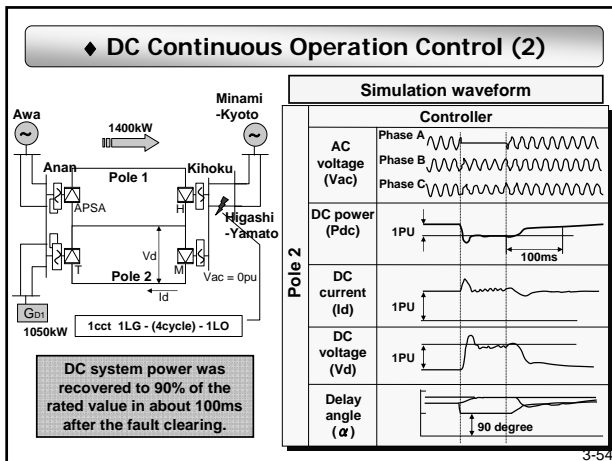 ♦ DC Continuous Operation Control (2)
Awa
1400kW
Minami
-Kyoto
Anan
Pole 1
Kihoku
APSA
H
Higashi
-Yamato
Vd
T
Pole 2
M
Vac = 0pu
Id
GD1
1050kW
1cct 1LG - (4cycle) - 1LO
DC system power was
recovered to 90% of the
rated value in about 100ms
after the fault clearing.
Simulation waveform
Pole 2
Controller
AC
voltage
(Vac)
Phase A
Phase B
Phase C
DC power
(Pdc)
1PU
100ms
DC
current
(Id)
1PU
DC
voltage
(Vd)
1PU
Delay
angle
(α)
90 degree
3-54